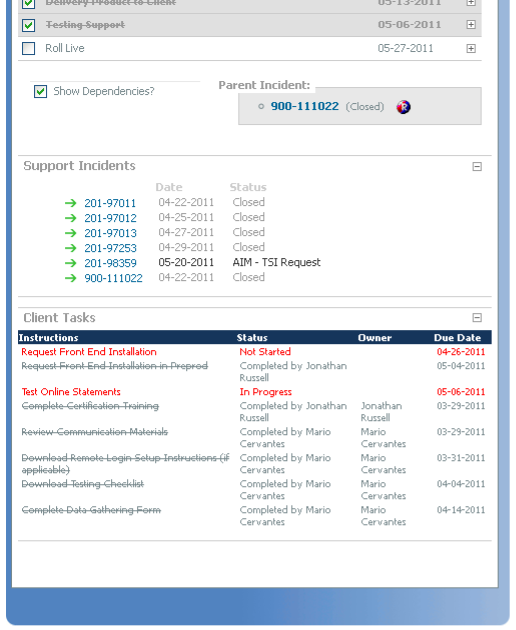 Delivery Product to Client 05-13-2011
Testing Support 05-06-2011
Roll Live 05-27-2011
Show Dependencies?
Parent Incident:
900-111022 (Closed)
Support Incidents
Date Status
201-97011 04-22-2011 Closed
201-97012 04-25-2011 Closed
201-97013 04-27-2011 Closed
201-97253 04-29-2011 Closed
201-98359 05-20-2011 AIM - TSI Request
900-111022 04-22-2011 Closed
Client Tasks
Instructions Status Owner Due Date
Request Front End Installation Not Started 04-26-2011
Request Front End Installation in Preprod Completed by Jonathan 05-04-2011
Russell
Test Online Statements In Progress 05-06-2011
Complete Certification Training Completed by Jonathan Jonathan 03-29-2011
Russell Russell
Review Communication Materials Completed by Mario Mario 03-29-2011
Cervantes Cervantes
Download Remote Login Setup Instructions (if Completed by Mario Mario 03-31-2011
applicable) Cervantes Cervantes
Download Testing Checklist Completed by Mario Mario 04-04-2011
Cervantes Cervantes
Complete Data Gathering Form Completed by Mario Mario 04-14-2011
Cervantes Cervantes